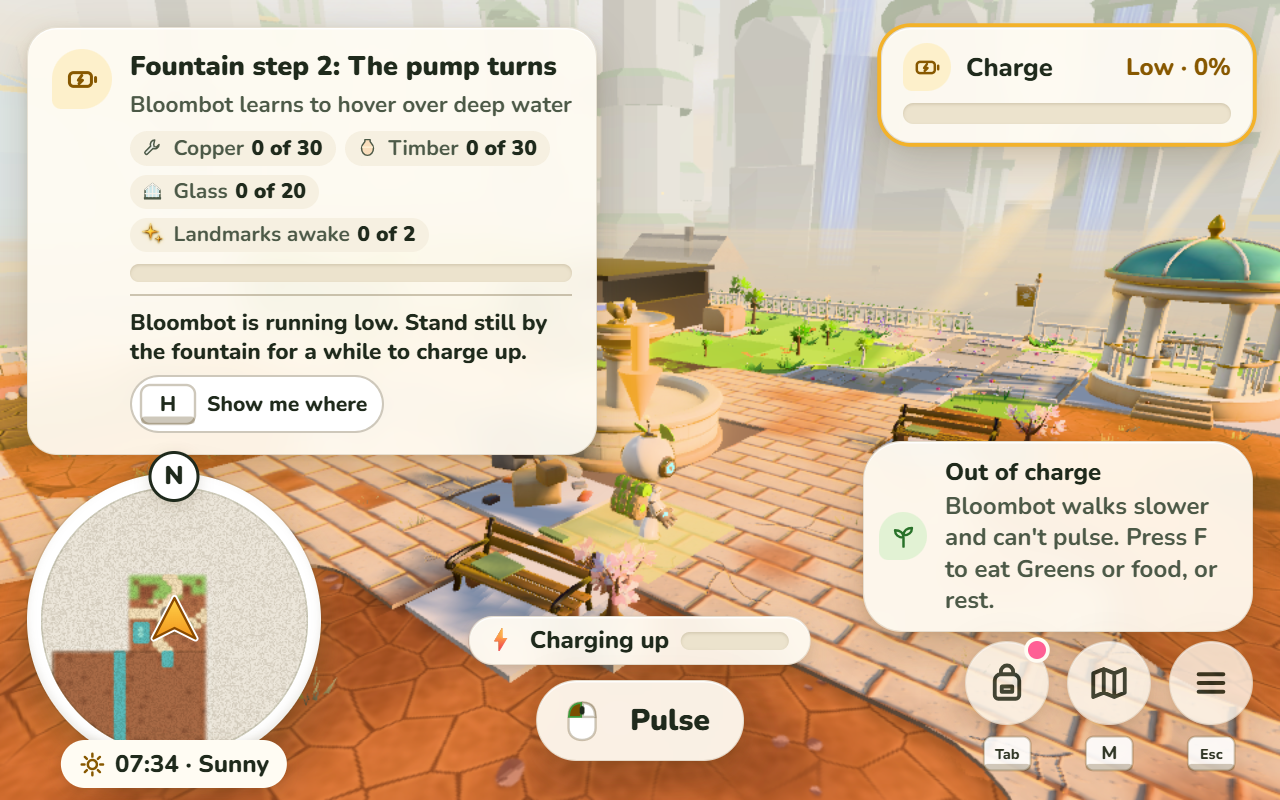 Fountain step 2: The pump turns
Bloombot learns to hover over deep water
Copper 0 of 30
Timber 0 of 30
Glass 0 of 20
Landmarks awake 0 of 2
Bloombot is running low. Stand still by
the fountain for a while to charge up.
H Show me where
Charge Low · 0%
N
07:34 · Sunny
Charging up
Pulse
Out of charge
Bloombot walks slower
and can't pulse. Press F
to eat Greens or food, or
rest.
Tab M Esc